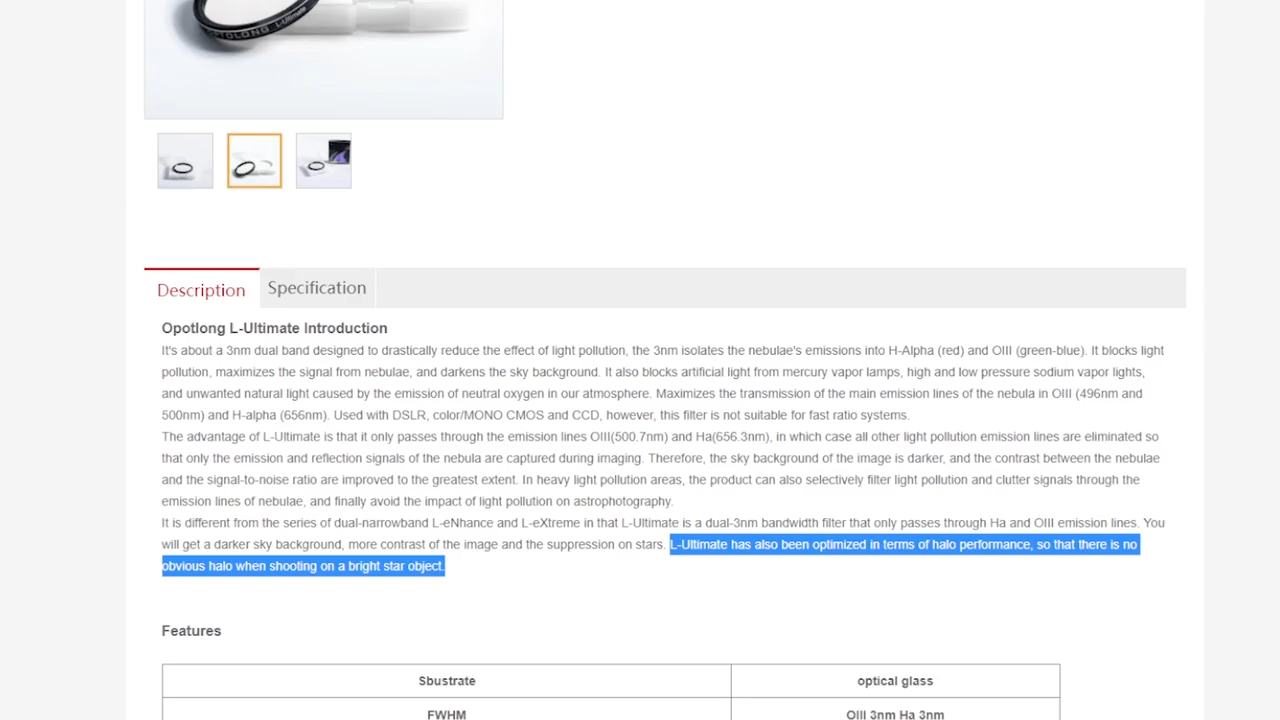 OPTOLONG L-Ultimate
Description
Specification
Opotlong L-Ultimate Introduction
It's about a 3nm dual band designed to drastically reduce the effect of light pollution, the 3nm isolates the nebulae's emissions into H-Alpha (red) and OIII (green-blue). It blocks light
pollution, maximizes the signal from nebulae, and darkens the sky background. It also blocks artificial light from mercury vapor lamps, high and low pressure sodium vapor lights,
and unwanted natural light caused by the emission of neutral oxygen in our atmosphere. Maximizes the transmission of the main emission lines of the nebula in OIII (496nm and
500nm) and H-alpha (656nm). Used with DSLR, color/MONO CMOS and CCD, however, this filter is not suitable for fast ratio systems.
The advantage of L-Ultimate is that it only passes through the emission lines OIII(500.7nm) and Ha(656.3nm), in which case all other light pollution emission lines are eliminated so
that only the emission and reflection signals of the nebula are captured during imaging. Therefore, the sky background of the image is darker, and the contrast between the nebulae
and the signal-to-noise ratio are improved to the greatest extent. In heavy light pollution areas, the product can also selectively filter light pollution and clutter signals through the
emission lines of nebulae, and finally avoid the impact of light pollution on astrophotography.
It is different from the series of dual-narrowband L-eNhance and L-eXtreme in that L-Ultimate is a dual-3nm bandwidth filter that only passes through Ha and OIII emission lines. You
will get a darker sky background, more contrast of the image and the suppression on stars. L-Ultimate has also been optimized in terms of halo performance, so that there is no
obvious halo when shooting on a bright star object.
Features
Sbustrate
optical glass
FWHM
OIII 3nm Ha 3nm